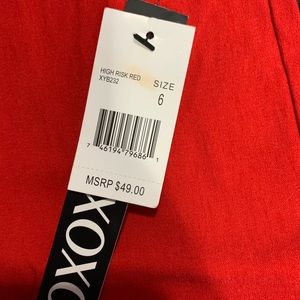 HIGH RISK RED
XYB232
SIZE
6
7 46194 79686 1
MSRP $49.00
XOXO